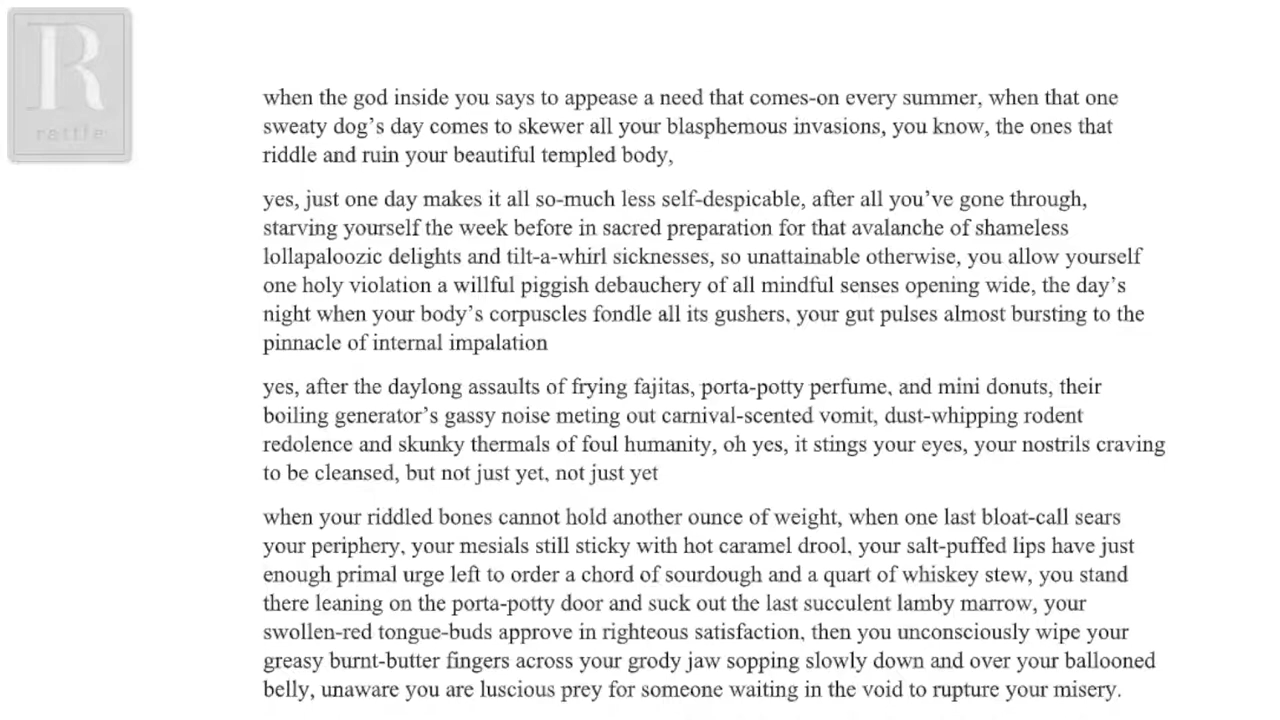 R
rattle
when the god inside you says to appease a need that comes-on every summer, when that one
sweaty dog’s day comes to skewer all your blasphemous invasions, you know, the ones that
riddle and ruin your beautiful templed body,
yes, just one day makes it all so-much less self-despicable, after all you’ve gone through,
starving yourself the week before in sacred preparation for that avalanche of shameless
lollapaloozic delights and tilt-a-whirl sicknesses, so unattainable otherwise, you allow yourself
one holy violation a willful piggish debauchery of all mindful senses opening wide, the day’s
night when your body’s corpuscles fondle all its gushers, your gut pulses almost bursting to the
pinnacle of internal impalation
yes, after the daylong assaults of frying fajitas, porta-potty perfume, and mini donuts, their
boiling generator’s gassy noise meting out carnival-scented vomit, dust-whipping rodent
redolence and skunky thermals of foul humanity, oh yes, it stings your eyes, your nostrils craving
to be cleansed, but not just yet, not just yet
when your riddled bones cannot hold another ounce of weight, when one last bloat-call sears
your periphery, your mesials still sticky with hot caramel drool, your salt-puffed lips have just
enough primal urge left to order a chord of sourdough and a quart of whiskey stew, you stand
there leaning on the porta-potty door and suck out the last succulent lamby marrow, your
swollen-red tongue-buds approve in righteous satisfaction, then you unconsciously wipe your
greasy burnt-butter fingers across your grody jaw sopping slowly down and over your ballooned
belly, unaware you are luscious prey for someone waiting in the void to rupture your misery.